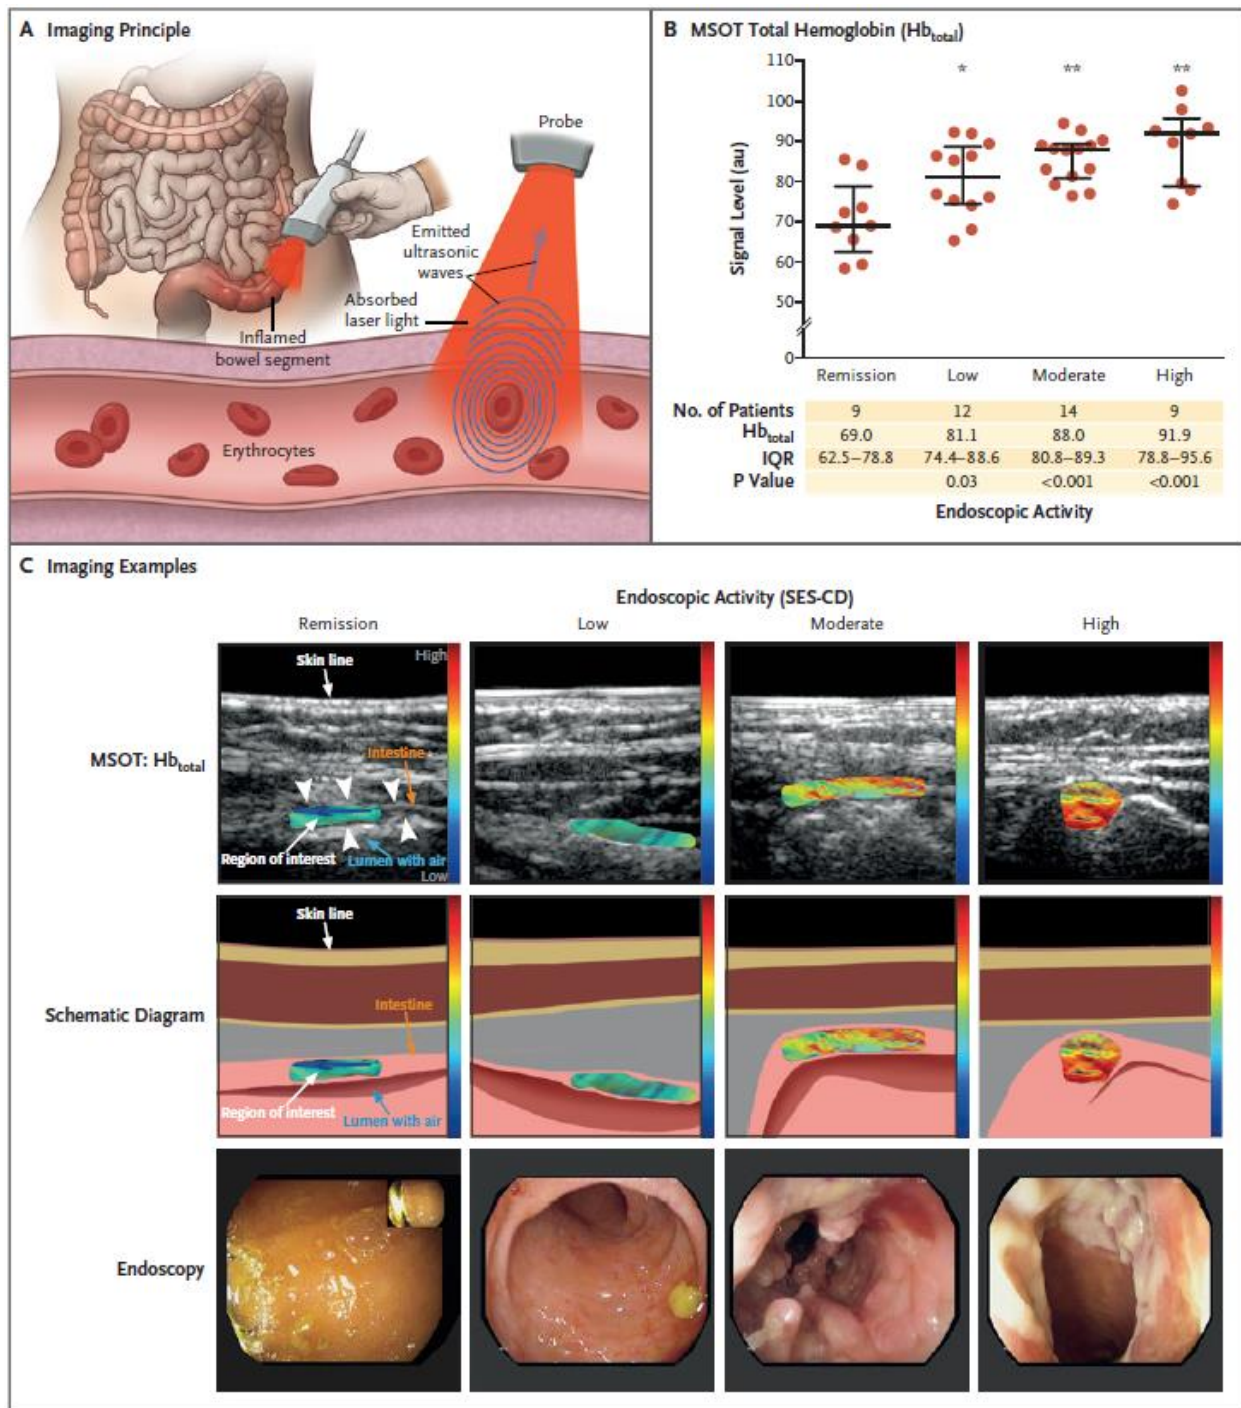 A Imaging Principle
Probe
Emitted
ultrasonic
waves
Absorbed
laser light
Inflamed
bowel segment
Erythrocytes
B MSOT Total Hemoglobin (Hbtotal)
Signal Level (au)
110
100
90
80
70
60
50
0
* ** **
Remission Low Moderate High
No. of Patients 9 12 14 9
Hbtotal 69.0 81.1 88.0 91.9
IQR 62.5–78.8 74.4–88.6 80.8–89.3 78.8–95.6
P Value 0.03 <0.001 <0.001
Endoscopic Activity
C Imaging Examples
Endoscopic Activity (SES-CD)
Remission Low Moderate High
MSOT: Hbtotal
High
Skin line
Intestine
Region of interest
Lumen with air
Low
Schematic Diagram
Skin line
Intestine
Region of interest
Lumen with air
Endoscopy